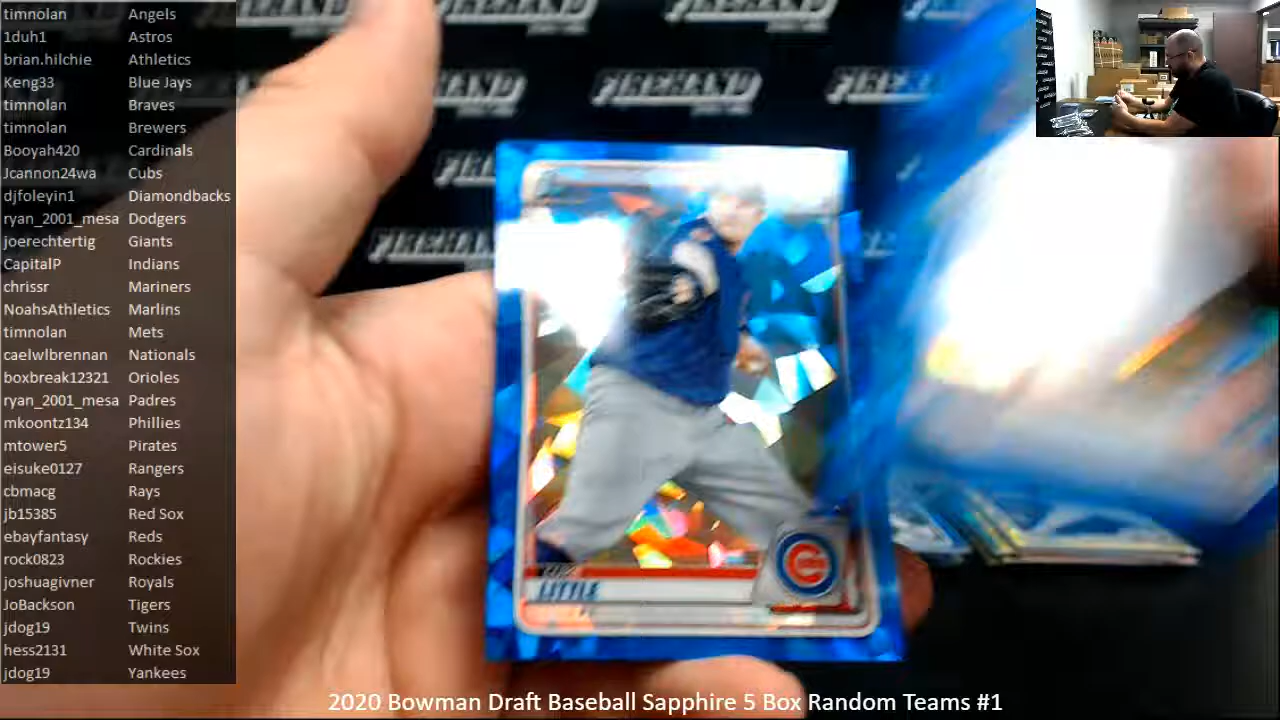 timnolan Angels
1duh1 Astros
brian.hilchie Athletics
Keng33 Blue Jays
timnolan Braves
timnolan Brewers
Booyah420 Cardinals
Jcannon24wa Cubs
djfoleyin1 Diamondbacks
ryan_2001_mesa Dodgers
joerechtertig Giants
CapitalP Indians
chrissr Mariners
NoahsAthletics Marlins
timnolan Mets
caelwlbrennan Nationals
boxbreak12321 Orioles
ryan_2001_mesa Padres
mkoontz134 Phillies
mtower5 Pirates
eisuke0127 Rangers
cbmacg Rays
jb15385 Red Sox
ebayfantasy Reds
rock0823 Rockies
joshuagivner Royals
JoBackson Tigers
jdog19 Twins
hess2131 White Sox
jdog19 Yankees
FIREHAND
FIREHAND
FIREHAND
FIREHAND
LITTLE
2020 Bowman Draft Baseball Sapphire 5 Box Random Teams #1